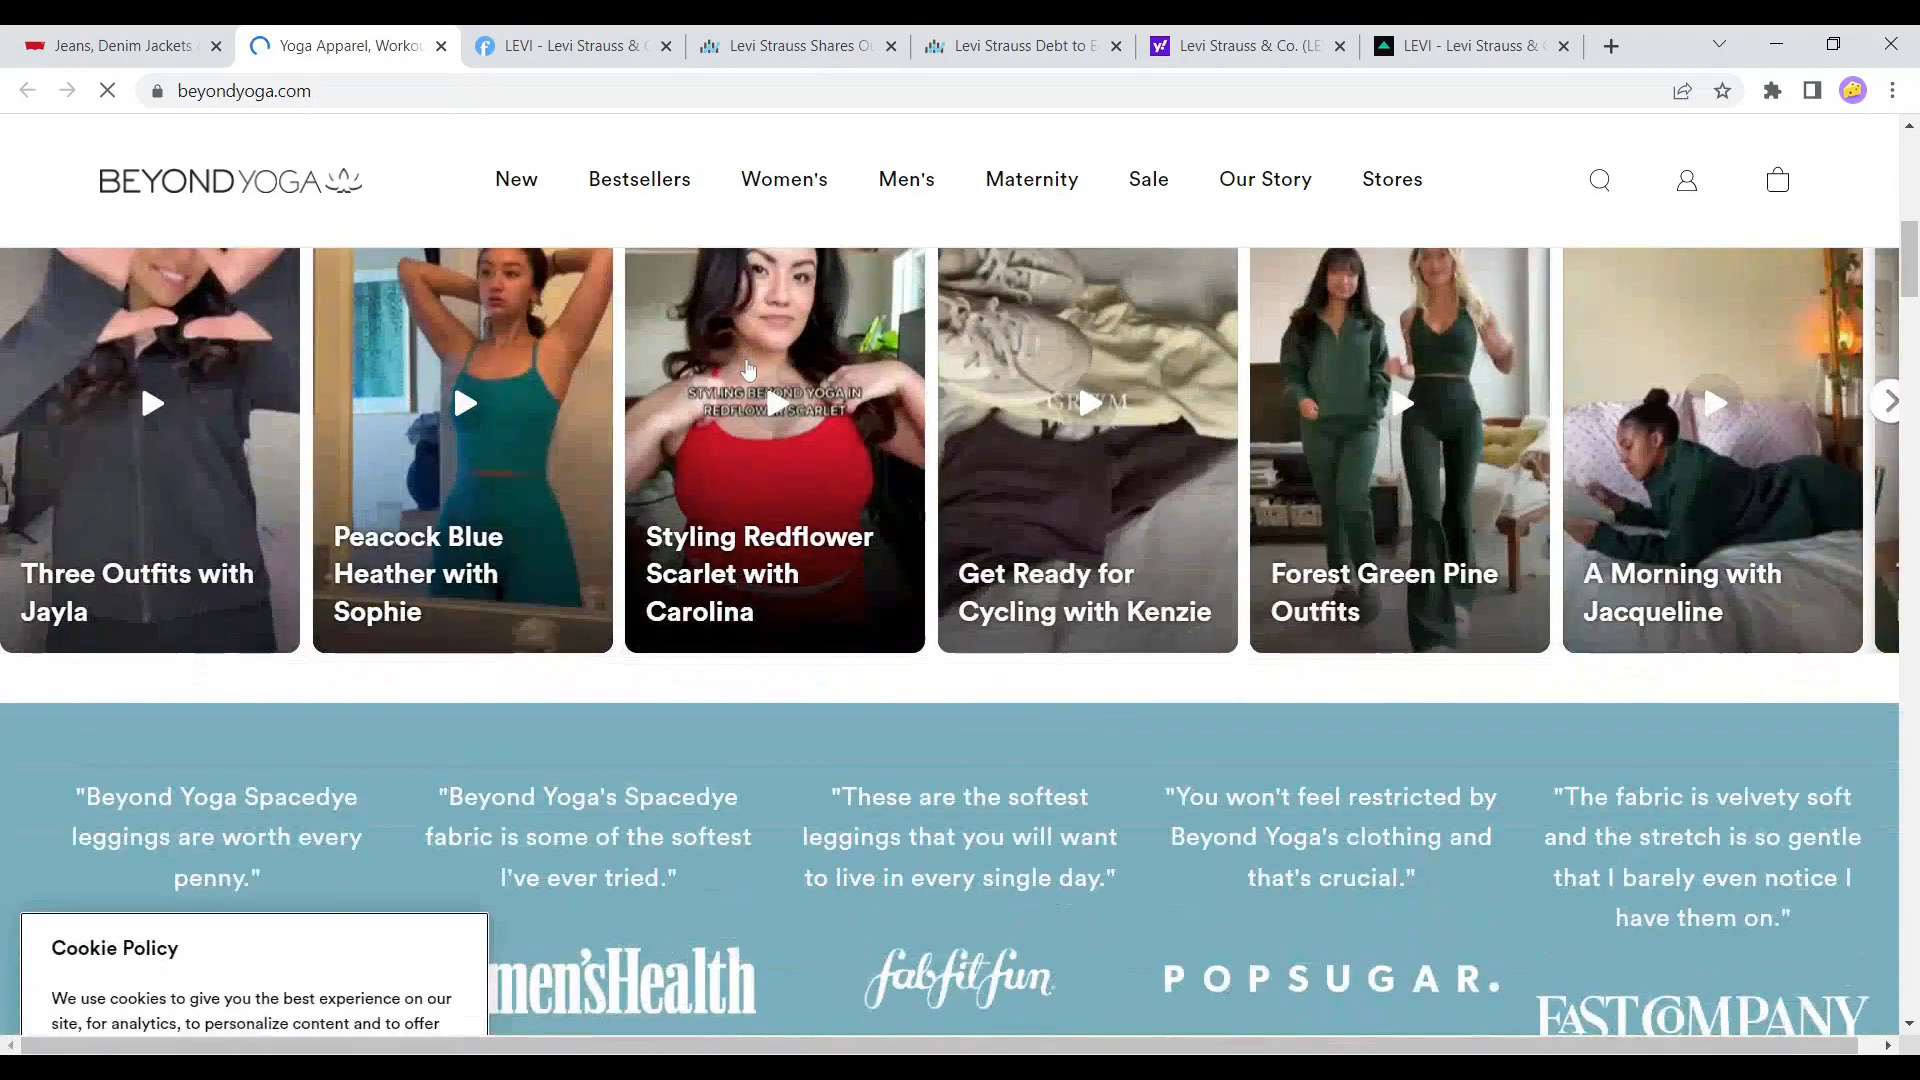 Jeans, Denim Jackets
Yoga Apparel, Workou
LEVI - Levi Strauss & C
Levi Strauss Shares Ou
Levi Strauss Debt to E
Levi Strauss & Co. (LE
LEVI - Levi Strauss & C
beyondyoga.com
BEYOND YOGA
New
Bestsellers
Women's
Men's
Maternity
Sale
Our Story
Stores
STYLING BEYOND YOGA IN
REDFLOWER SCARLET
Three Outfits with
Jayla
Peacock Blue
Heather with
Sophie
Styling Redflower
Scarlet with
Carolina
Get Ready for
Cycling with Kenzie
Forest Green Pine
Outfits
A Morning with
Jacqueline
"Beyond Yoga Spacedye
leggings are worth every
penny."
"Beyond Yoga's Spacedye
fabric is some of the softest
I've ever tried."
"These are the softest
leggings that you will want
to live in every single day."
"You won't feel restricted by
Beyond Yoga's clothing and
that's crucial."
"The fabric is velvety soft
and the stretch is so gentle
that I barely even notice I
have them on."
men'sHealth
fabfitfun
POPSUGAR.
FAST COMPANY
Cookie Policy
We use cookies to give you the best experience on our
site, for analytics, to personalize content and to offer